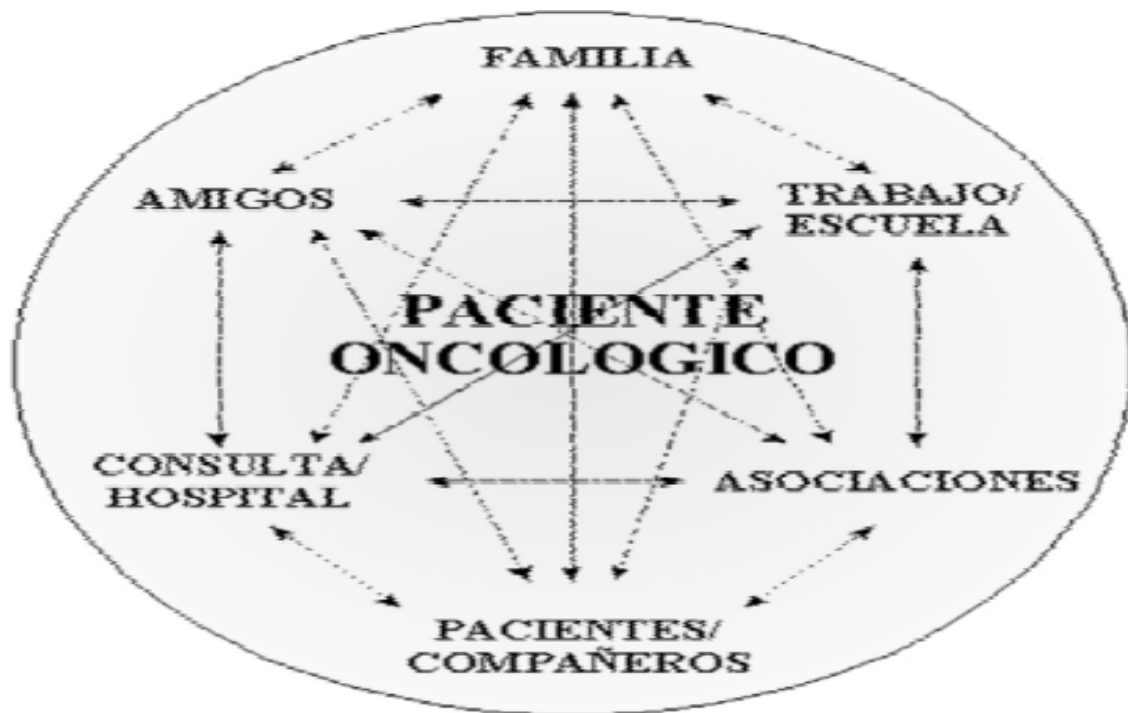 FAMILIA
AMIGOS
TRABAJO/
ESCUELA
PACIENTE
ONCOLOGICO
CONSULTA/
HOSPITAL
ASOCIACIONES
PACIENTES/
COMPAÑEROS